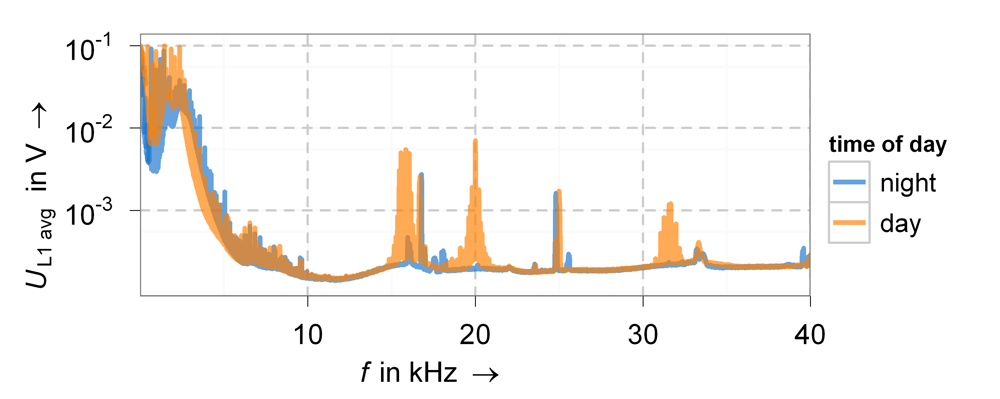 10-1
10-2
10-3
U L1 avg in V →
10 20 30 40
f in kHz →
time of day
night
day